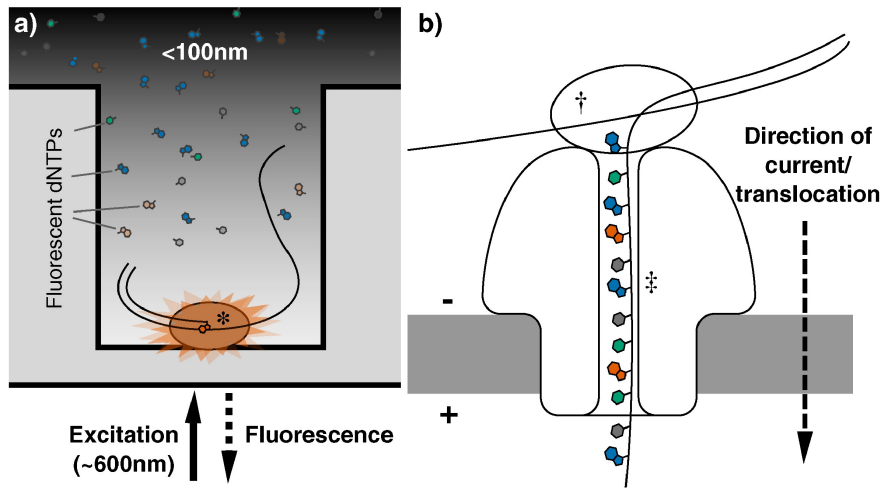 a)
<100nm
Fluorescent dNTPs
*
Excitation
(~600nm)
Fluorescence
b)
†
Direction of
current/
translocation
‡
-
+